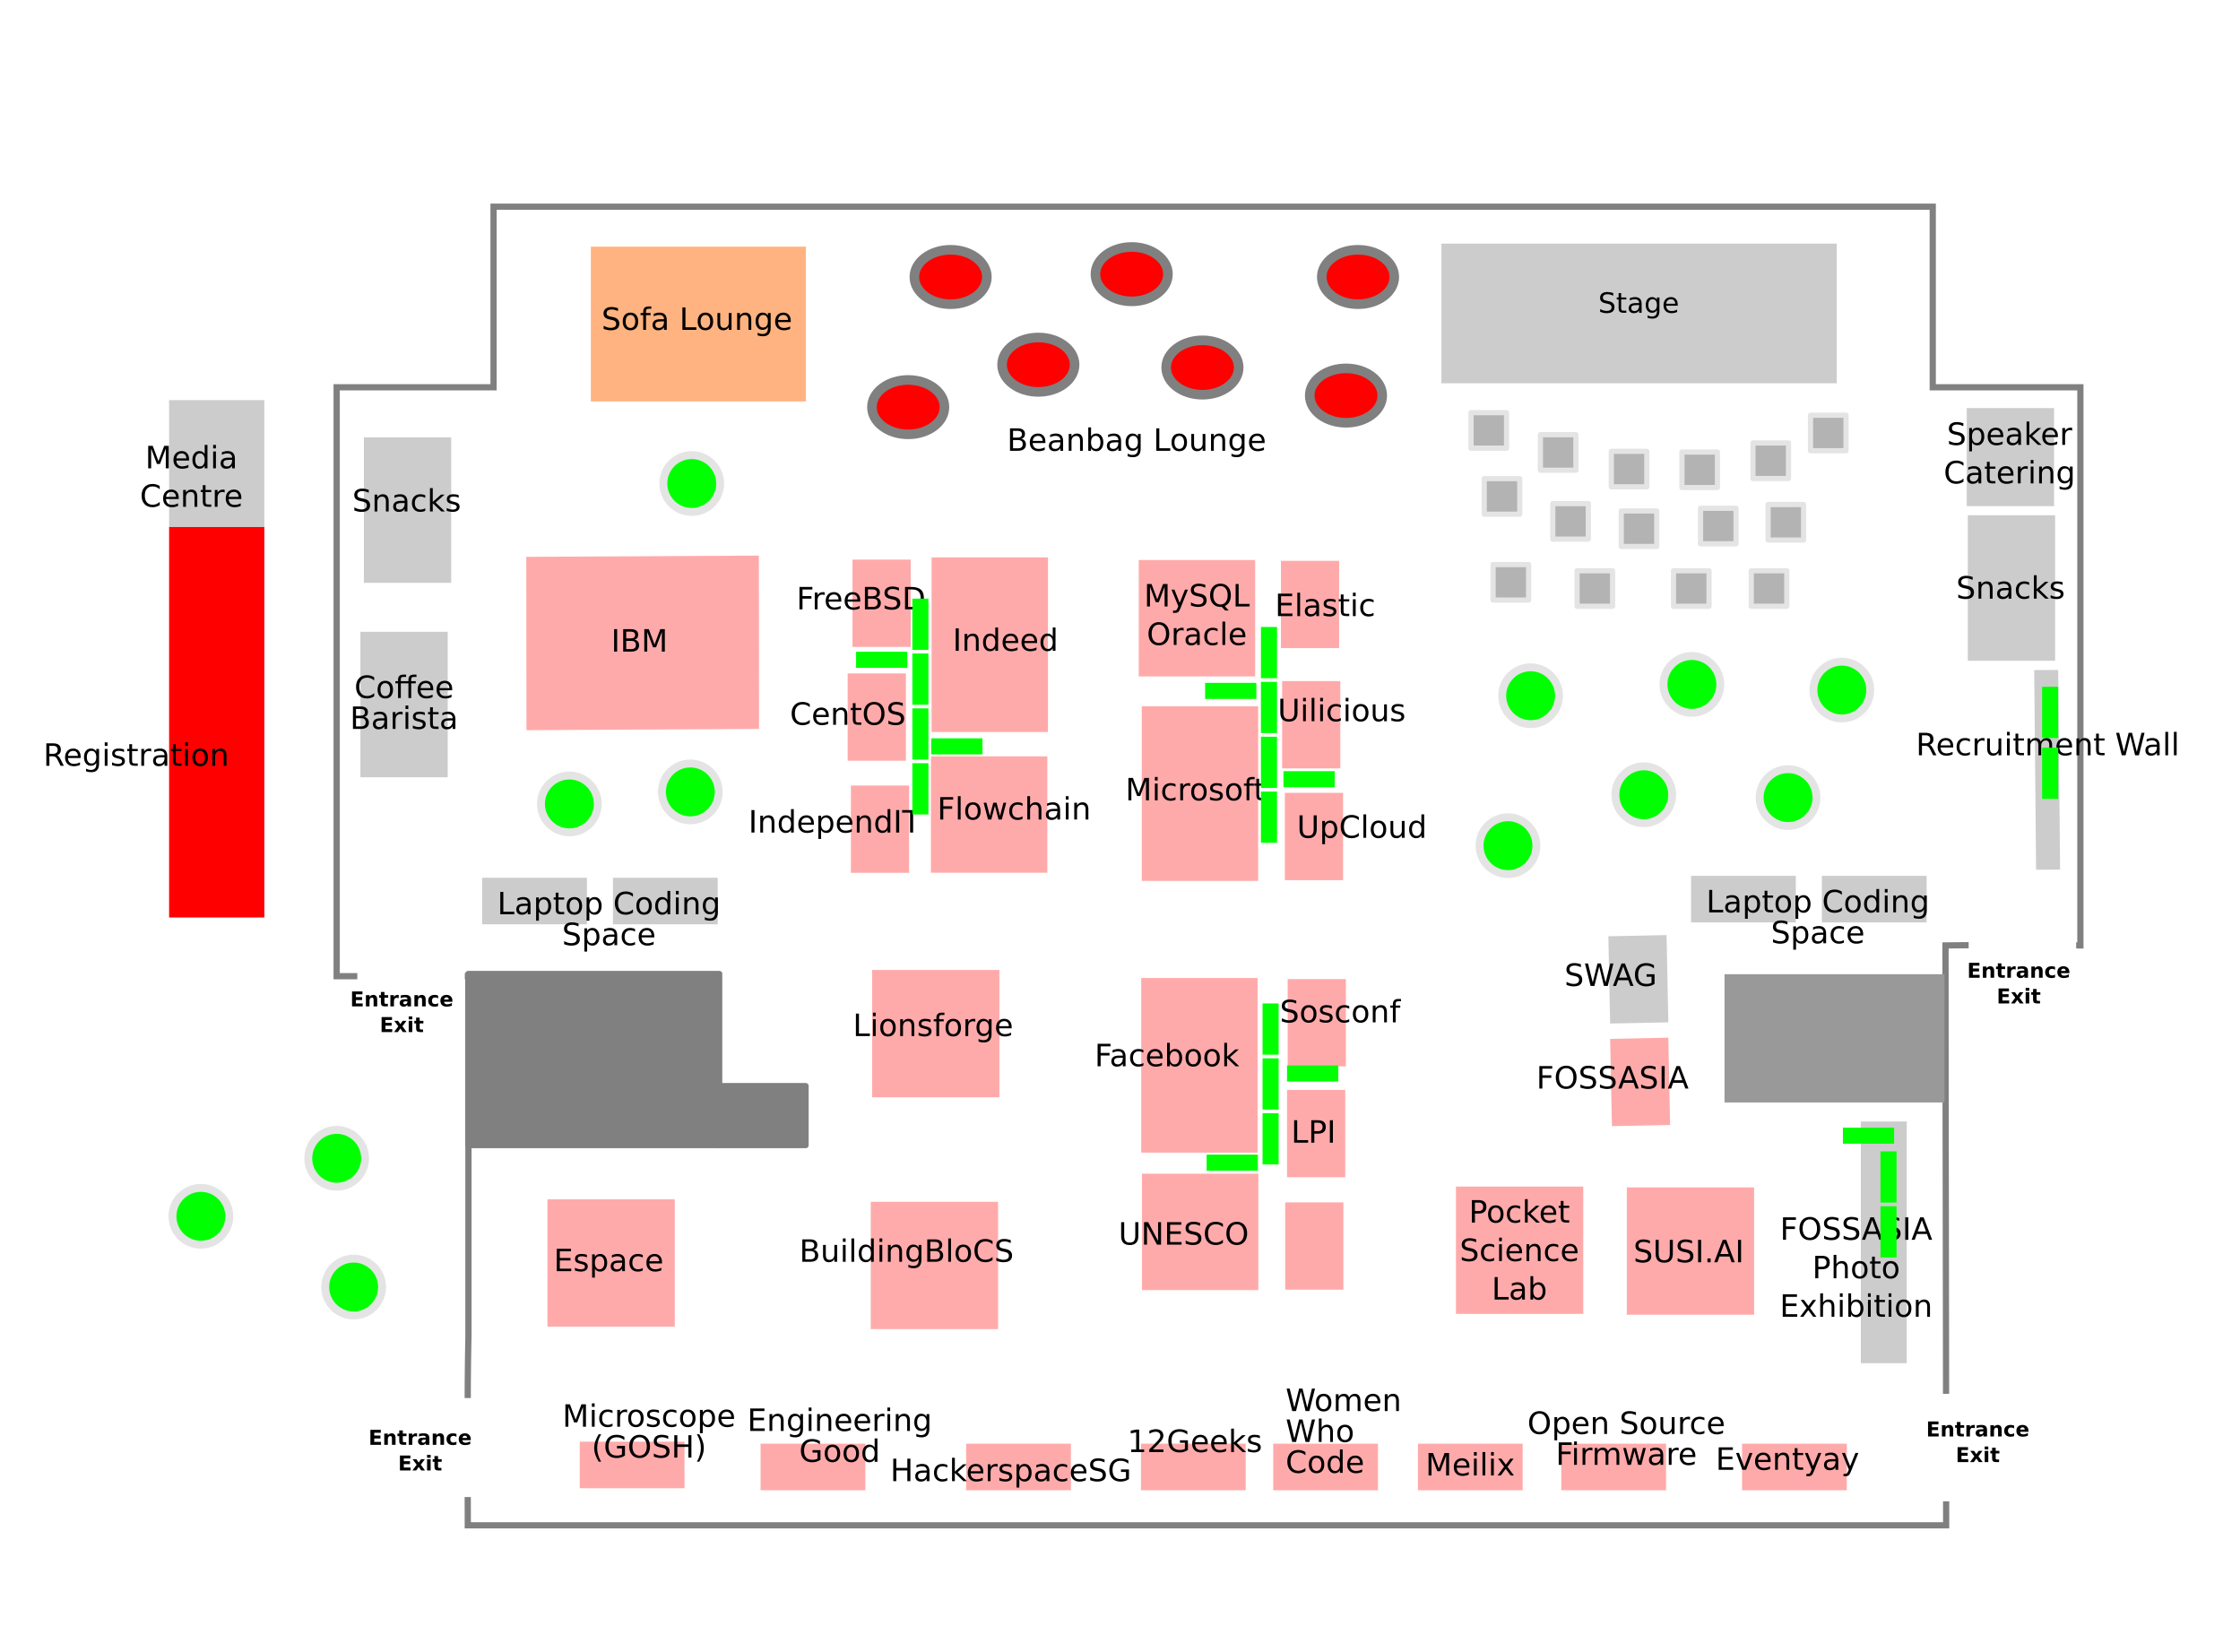 Sofa Lounge
Stage
Beanbag Lounge
Media
Centre
Registration
Snacks
Coffee
Barista
IBM
FreeBSD
CentOS
IndependIT
Indeed
Flowchain
MySQL
Oracle
Microsoft
Elastic
Uilicious
UpCloud
Speaker
Catering
Snacks
Recruitment Wall
Laptop Coding
Space
Laptop Coding
Space
Entrance
Exit
Entrance
Exit
Lionsforge
Facebook
Sosconf
LPI
SWAG
FOSSASIA
Espace
BuildingBloCS
UNESCO
Pocket
Science
Lab
SUSI.AI
FOSSASIA
Photo
Exhibition
Entrance
Exit
Microscope
(GOSH)
Engineering
Good
HackerspaceSG
12Geeks
Women
Who
Code
Meilix
Open Source
Firmware
Eventyay
Entrance
Exit